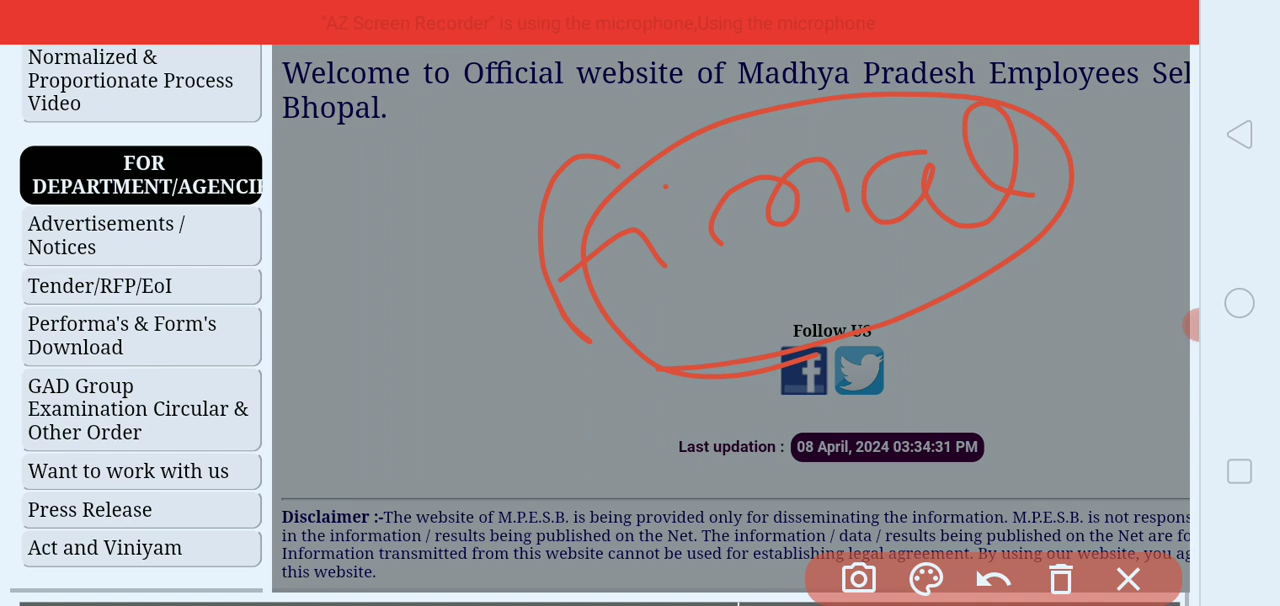 "AZ Screen Recorder" is using the microphone,Using the microphone
Normalized &
Proportionate Process
Video
FOR
DEPARTMENT/AGENCIE
Advertisements /
Notices
Tender/RFP/EoI
Performa's & Form's
Download
GAD Group
Examination Circular &
Other Order
Want to work with us
Press Release
Act and Viniyam
Welcome to Official website of Madhya Pradesh Employees Sel
Bhopal.
Final
Follow US
Last updation : 08 April, 2024 03:34:31 PM
Disclaimer :-The website of M.P.E.S.B. is being provided only for disseminating the information. M.P.E.S.B. is not respons
in the information / results being published on the Net. The information / data / results being published on the Net are fo
Information transmitted from this website cannot be used for establishing legal agreement. By using our website, you ag
this website.